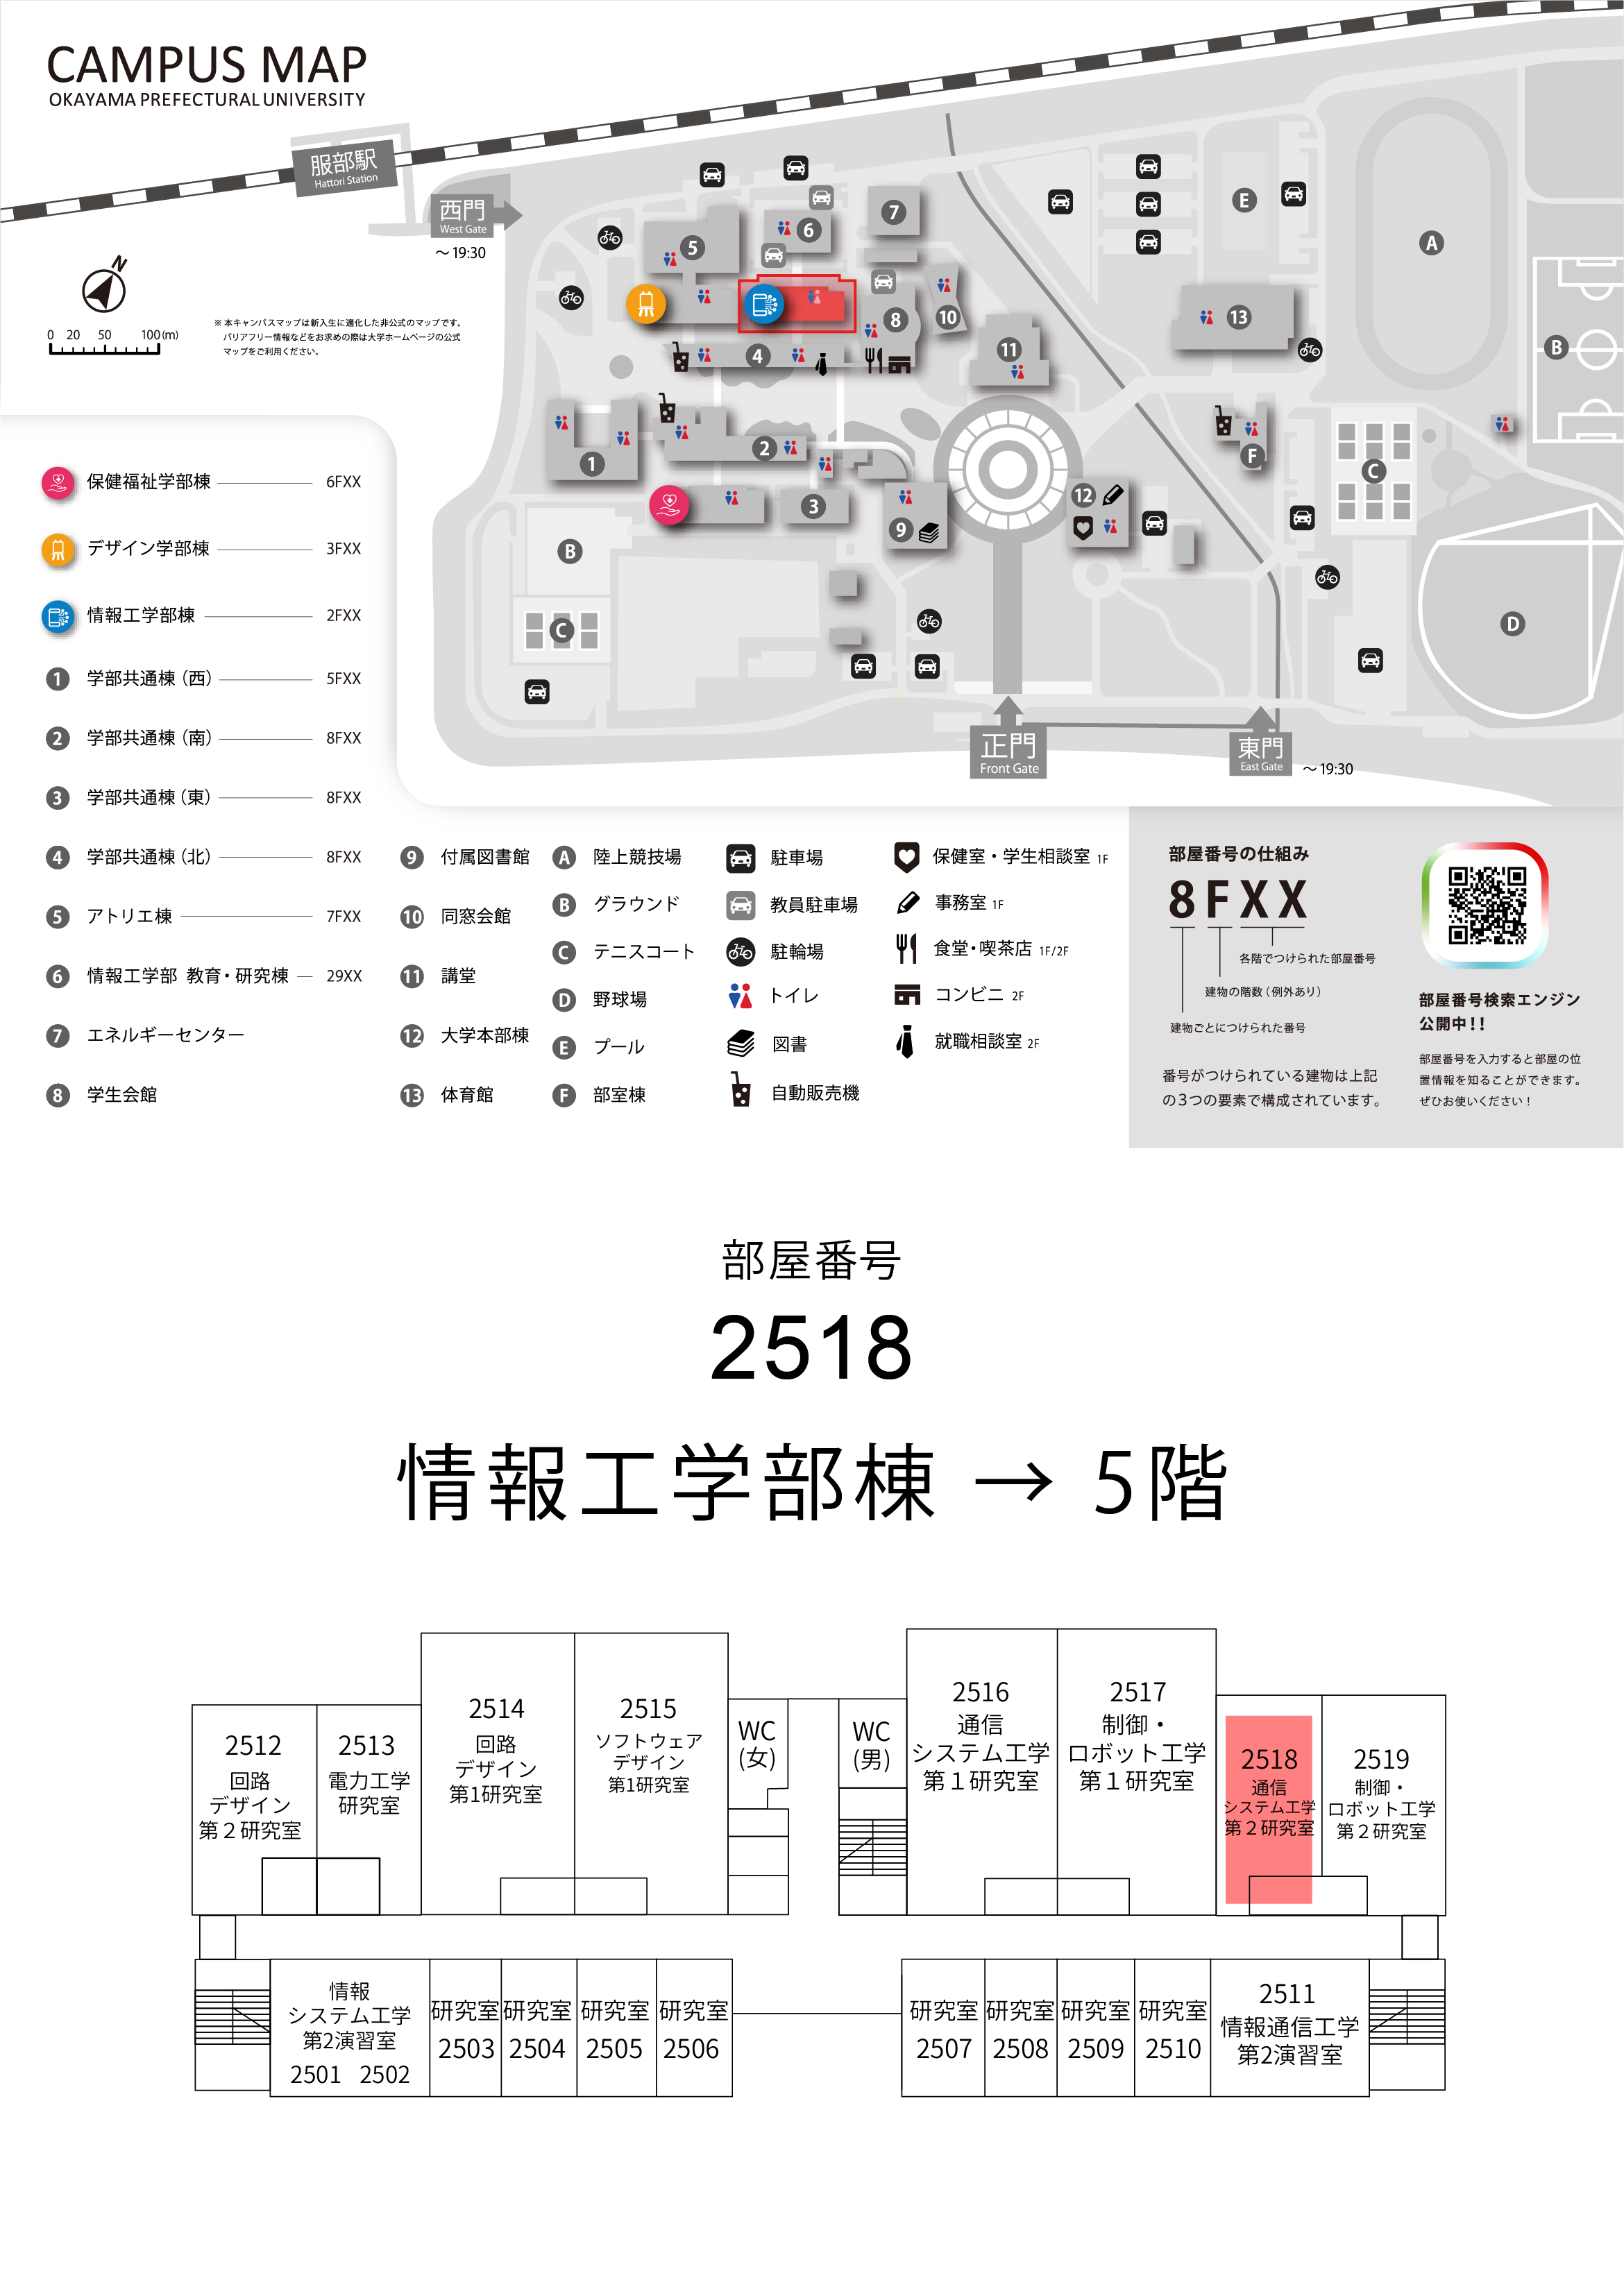 CAMPUS MAP
OKAYAMA PREFECTURAL UNIVERSITY
服部駅
Hattori Station
西門
West Gate
～19:30
N
0 20 50 100(m)
※ 本キャンパスマップは新入生に適化した非公式のマップです。
バリアフリー情報などをお求めの際は大学ホームページの公式
マップをご利用ください。
7
6
5
E
A
8
10
13
11
4
B
2
1
F
C
12
3
9
B
C
D
正門
Front Gate
東門
East Gate
～19:30
保健福祉学部棟 6FXX
デザイン学部棟 3FXX
情報工学部棟 2FXX
1 学部共通棟（西） 5FXX
2 学部共通棟（南） 8FXX
3 学部共通棟（東） 8FXX
4 学部共通棟（北） 8FXX
5 アトリエ棟 7FXX
6 情報工学部 教育・研究棟 29XX
7 エネルギーセンター
8 学生会館
9 付属図書館
10 同窓会館
11 講堂
12 大学本部棟
13 体育館
A 陸上競技場
B グラウンド
C テニスコート
D 野球場
E プール
F 部室棟
駐車場
教員駐車場
駐輪場
トイレ
図書
自動販売機
保健室・学生相談室 1F
事務室 1F
食堂・喫茶店 1F/2F
コンビニ 2F
就職相談室 2F
部屋番号の仕組み
8FXX
各階でつけられた部屋番号
建物の階数（例外あり）
建物ごとにつけられた番号
番号がつけられている建物は上記
の3つの要素で構成されています。
部屋番号検索エンジン
公開中!!
部屋番号を入力すると部屋の位
置情報を知ることができます。
ぜひお使いください！
部屋番号
2518
情報工学部棟 → 5階
2512
回路
デザイン
第２研究室
2513
電力工学
研究室
2514
回路
デザイン
第1研究室
2515
ソフトウェア
デザイン
第1研究室
WC
(女)
WC
(男)
2516
通信
システム工学
第１研究室
2517
制御・
ロボット工学
第１研究室
2518
通信
システム工学
第２研究室
2519
制御・
ロボット工学
第２研究室
情報
システム工学
第2演習室
2501 2502
研究室
2503
研究室
2504
研究室
2505
研究室
2506
研究室
2507
研究室
2508
研究室
2509
研究室
2510
2511
情報通信工学
第2演習室